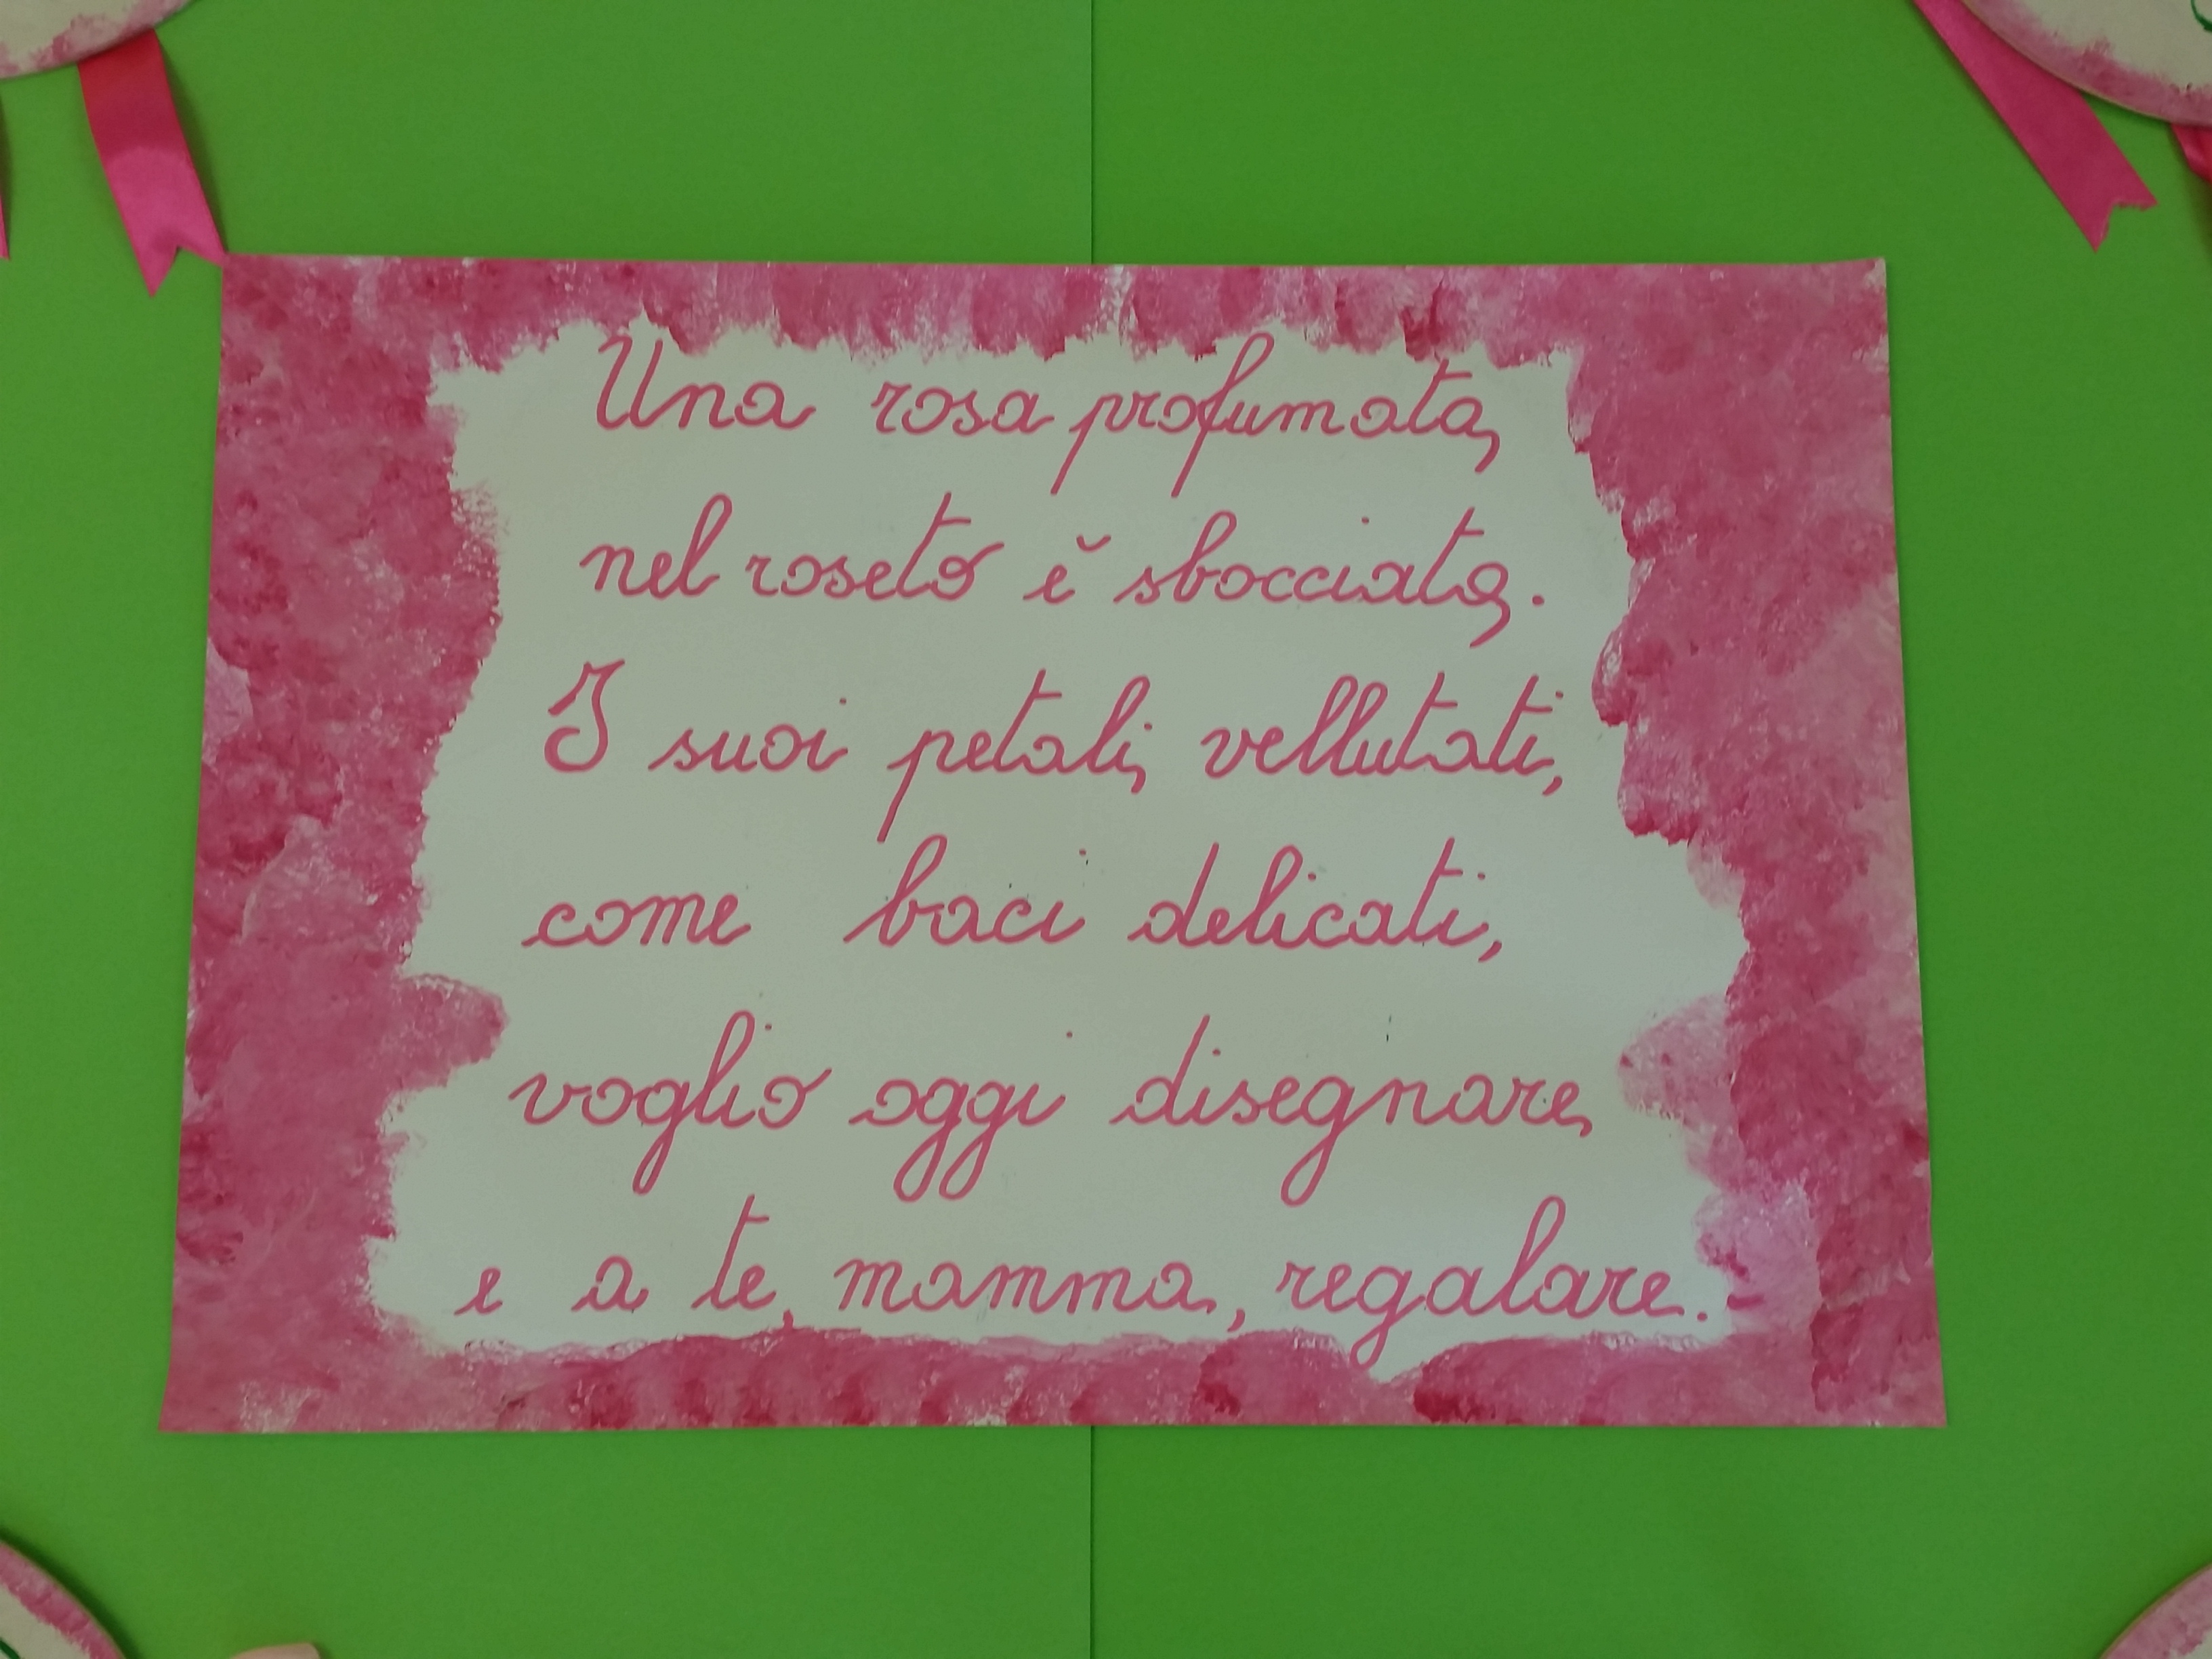 Una rosa profumata,
nel roseto è sbocciata.
I suoi petali, vellutati,
come baci delicati,
voglio oggi disegnare,
e a te, mamma, regalare.